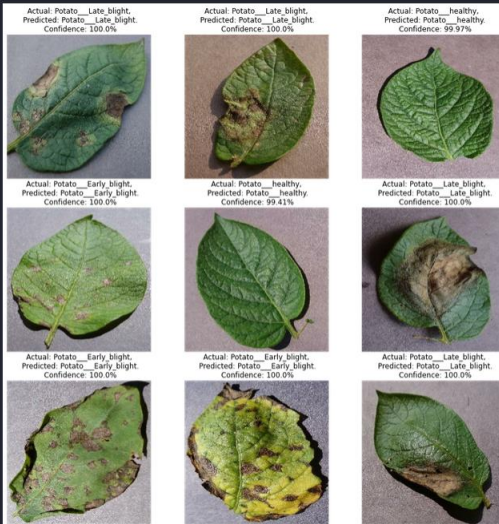 Actual: Potato___Late_blight,
Predicted: Potato___Late_blight.
Confidence: 100.0%
Actual: Potato___Late_blight,
Predicted: Potato___Late_blight.
Confidence: 100.0%
Actual: Potato___healthy,
Predicted: Potato___healthy.
Confidence: 99.97%
Actual: Potato___Early_blight,
Predicted: Potato___Early_blight.
Confidence: 100.0%
Actual: Potato___healthy,
Predicted: Potato___healthy.
Confidence: 99.41%
Actual: Potato___Late_blight,
Predicted: Potato___Late_blight.
Confidence: 100.0%
Actual: Potato___Early_blight,
Predicted: Potato___Early_blight.
Confidence: 100.0%
Actual: Potato___Early_blight,
Predicted: Potato___Early_blight.
Confidence: 100.0%
Actual: Potato___Late_blight,
Predicted: Potato___Late_blight.
Confidence: 100.0%